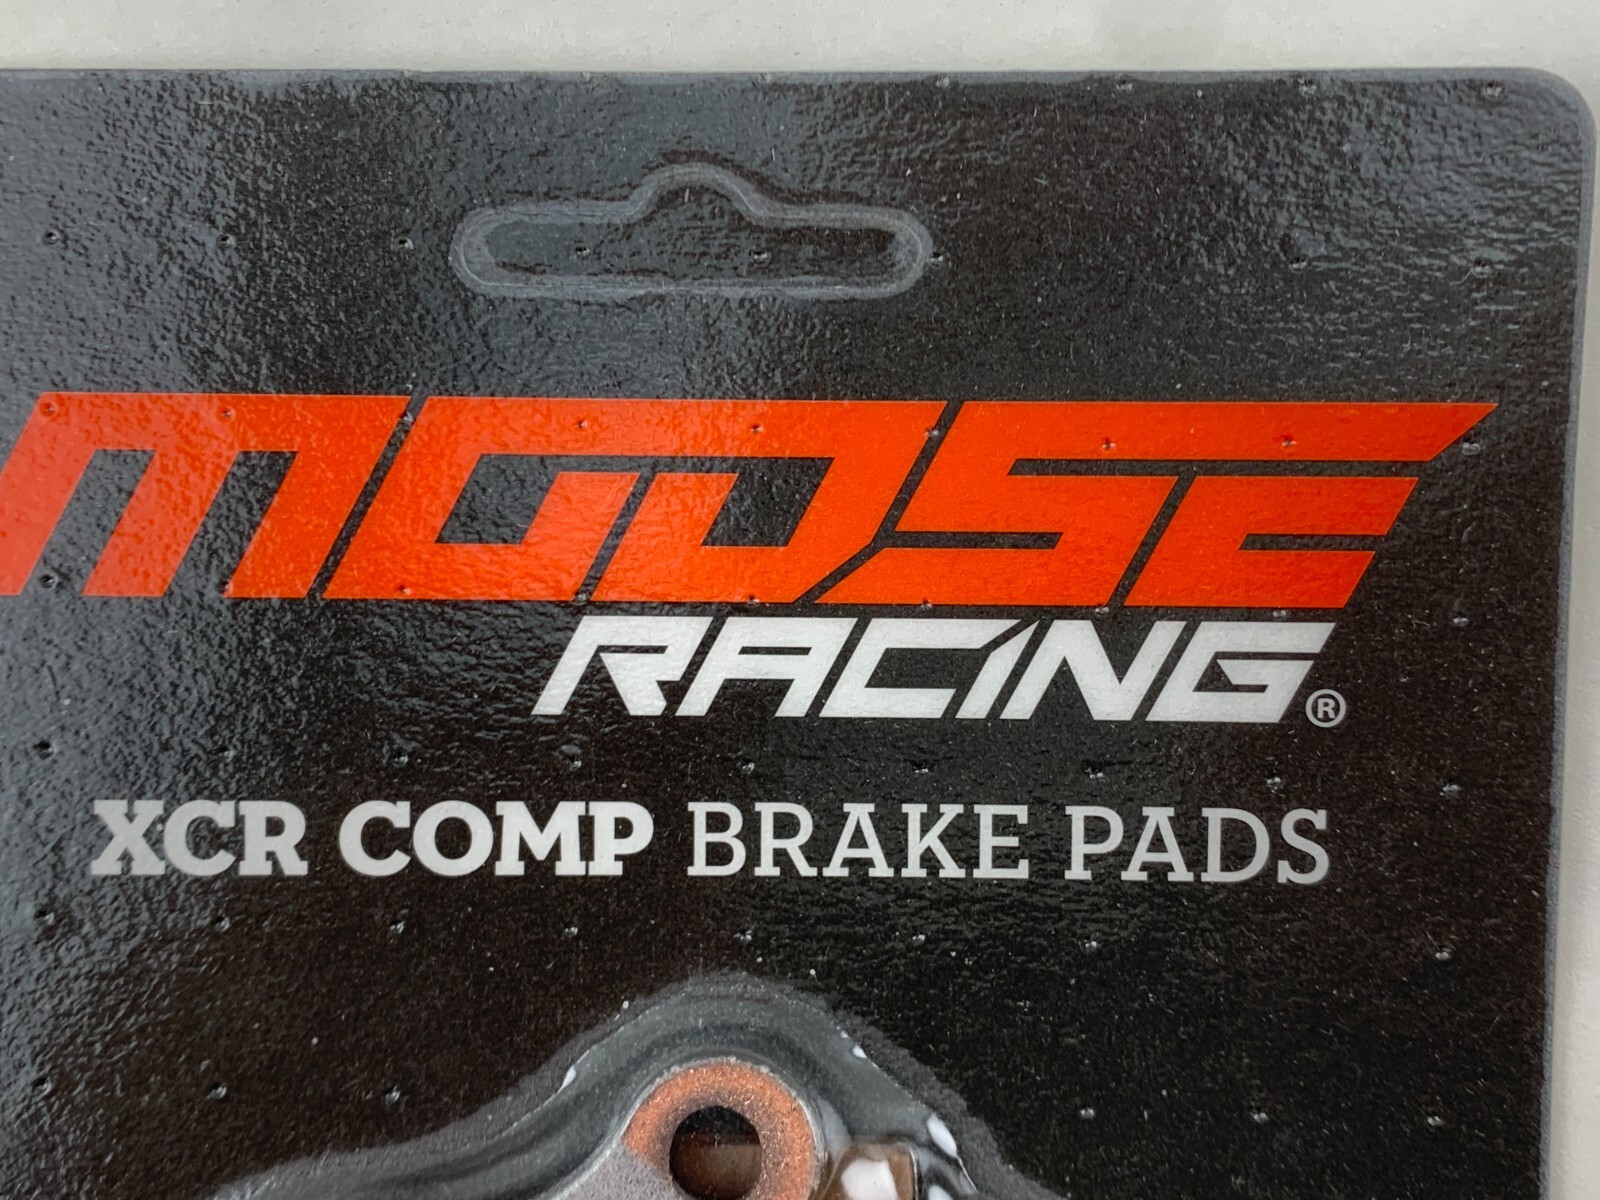 MOOSE
RACING®
XCR COMP BRAKE PADS